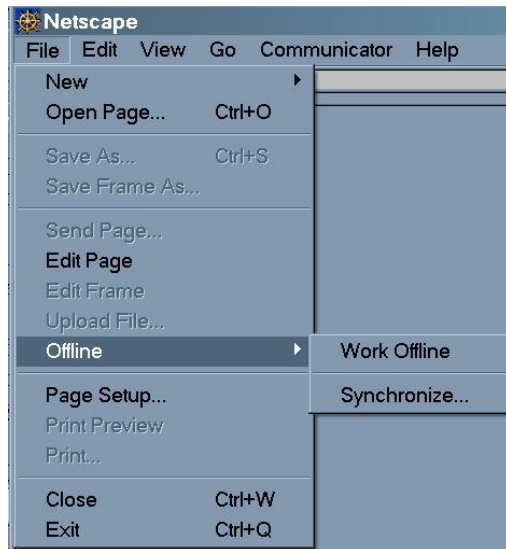 Netscape
File Edit View Go Communicator Help
New
Open Page... Ctrl+O
Save As... Ctrl+S
Save Frame As...
Send Page...
Edit Page
Edit Frame
Upload File...
Offline
Work Offline
Synchronize...
Page Setup...
Print Preview
Print...
Close Ctrl+W
Exit Ctrl+Q